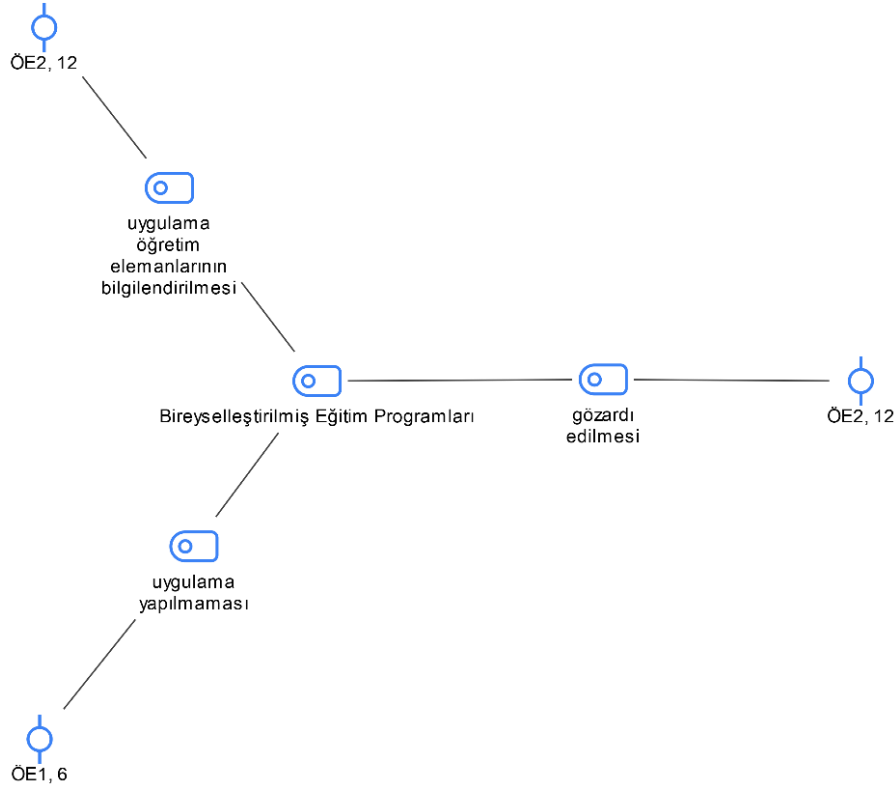 ÖE2, 12
uygulama
öğretim
elemanlarının
bilgilendirilmesi
Bireyselleştirilmiş Eğitim Programları
gözardı
edilmesi
ÖE2, 12
uygulama
yapılmaması
ÖE1, 6